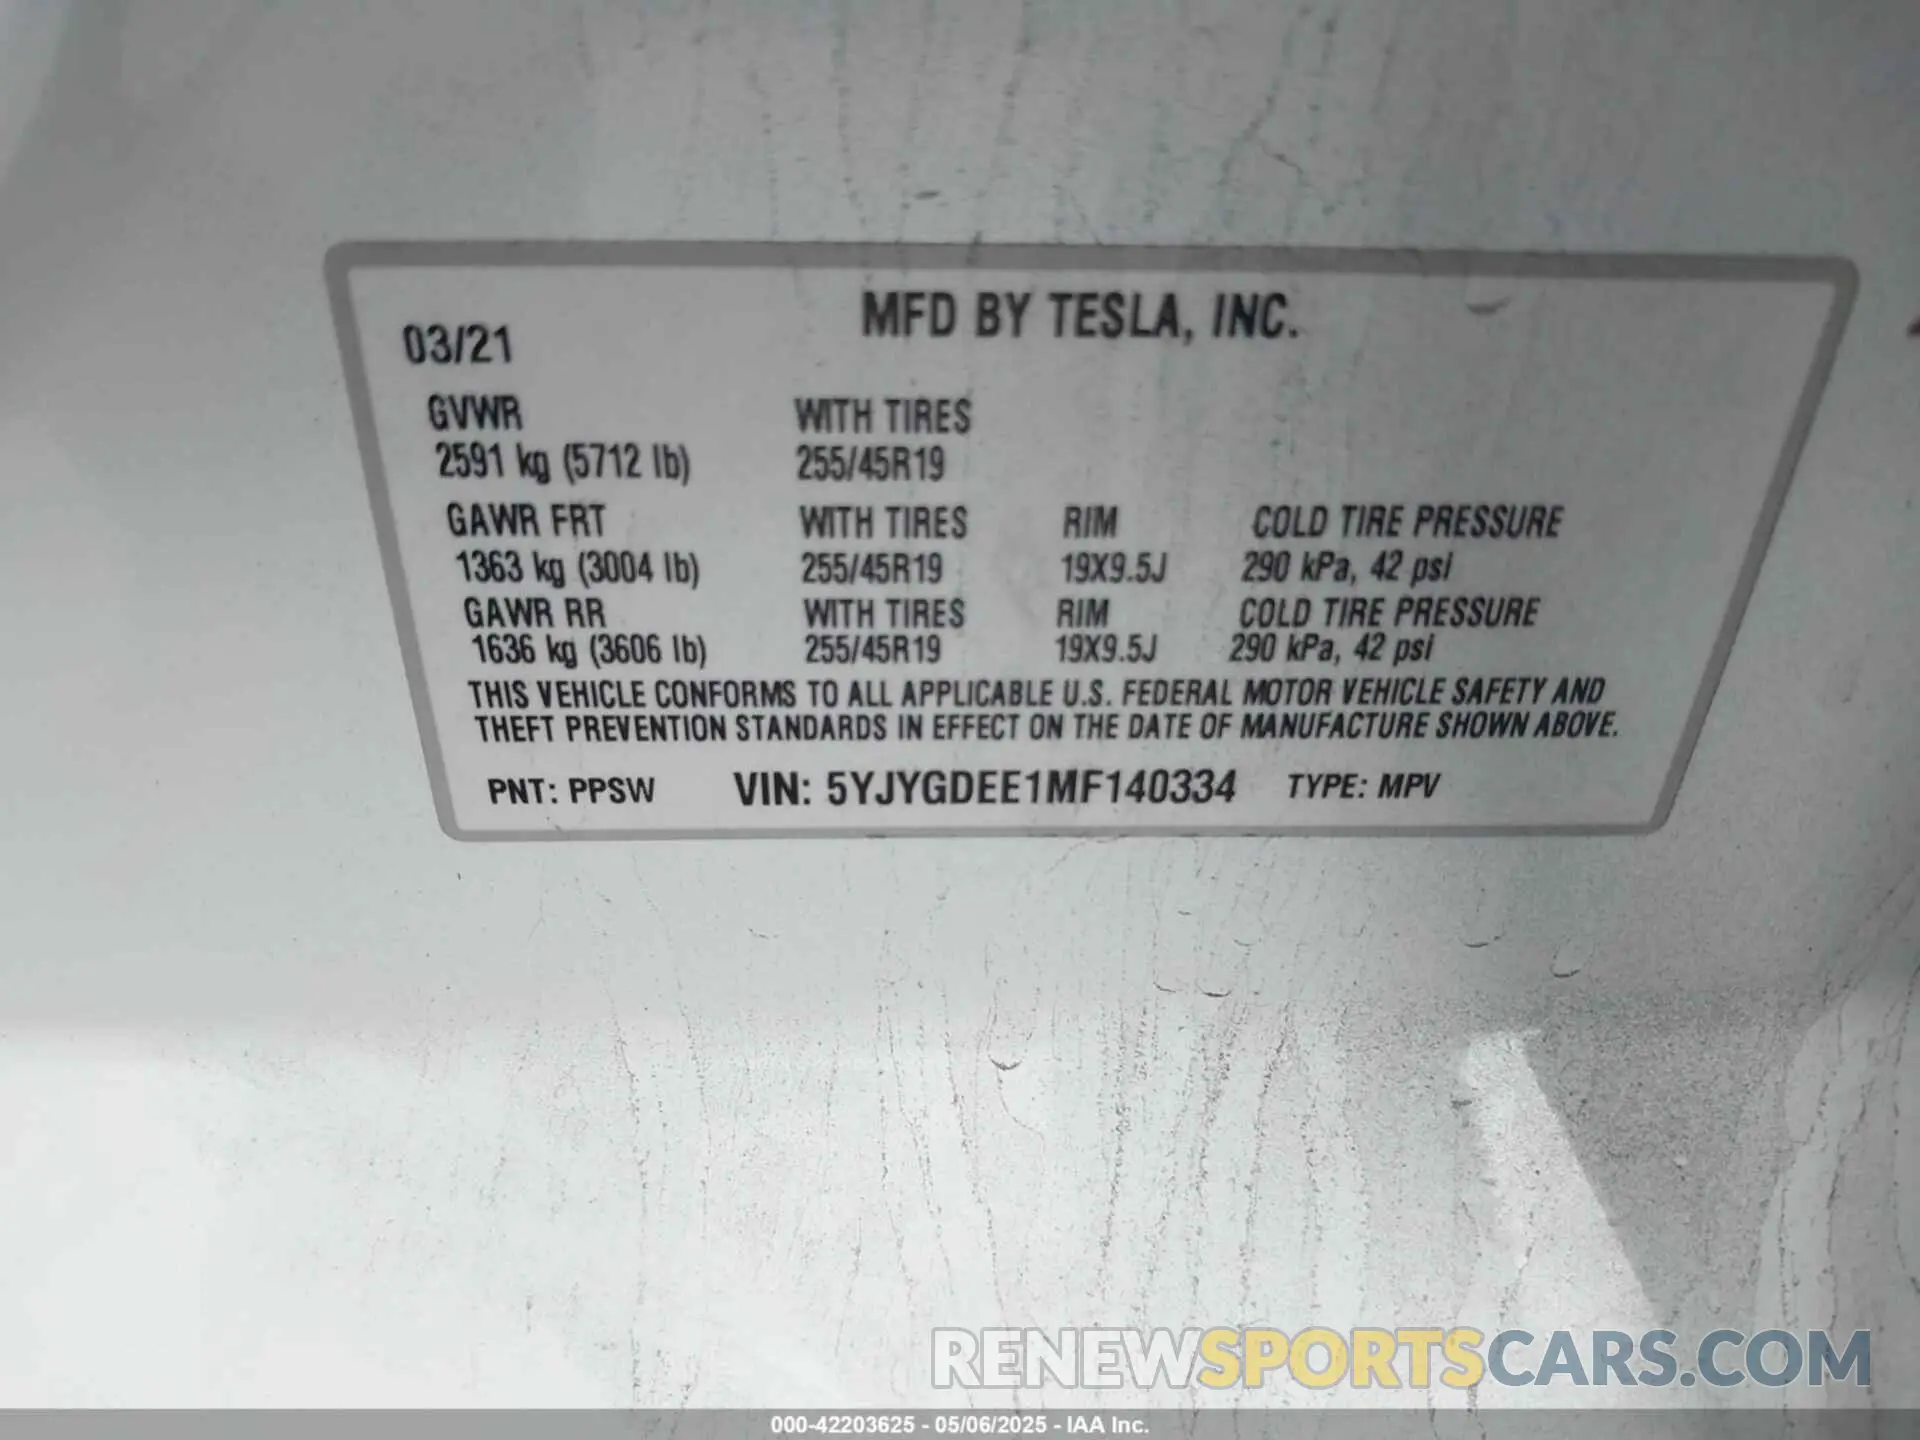 MFD BY TESLA, INC.
03/21
GVWR WITH TIRES
2591 kg (5712 lb) 255/45R19
GAWR FRT WITH TIRES RIM COLD TIRE PRESSURE
1363 kg (3004 lb) 255/45R19 19X9.5J 290 kPa, 42 psi
GAWR RR WITH TIRES RIM COLD TIRE PRESSURE
1636 kg (3606 lb) 255/45R19 19X9.5J 290 kPa, 42 psi
THIS VEHICLE CONFORMS TO ALL APPLICABLE U.S. FEDERAL MOTOR VEHICLE SAFETY AND
THEFT PREVENTION STANDARDS IN EFFECT ON THE DATE OF MANUFACTURE SHOWN ABOVE.
PNT: PPSW VIN: 5YJYGDEE1MF140334 TYPE: MPV
RENEWSPORTSCARS.COM
000-42203625 - 05/06/2025 - IAA Inc.